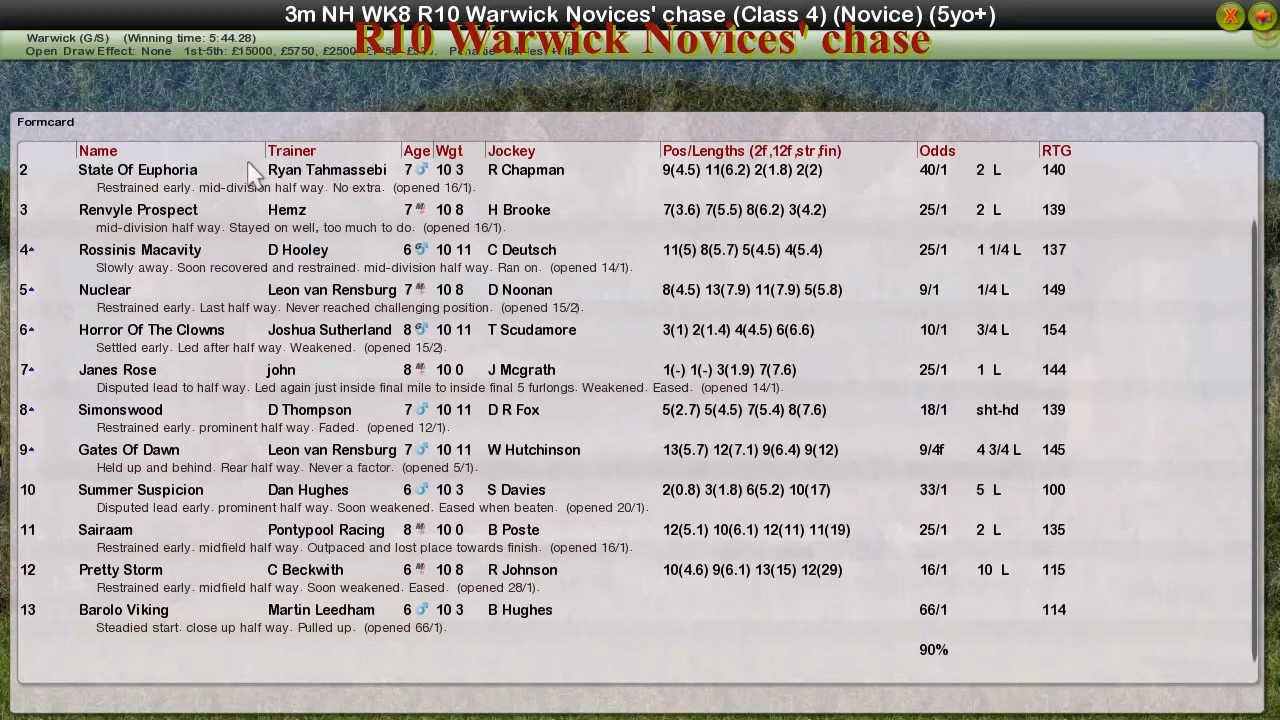 3m NH WK8 R10 Warwick Novices' chase (Class 4) (Novice) (5yo+)
R10 Warwick Novices' chase
Warwick (G/S) (Winning time: 5:44.28)
Open Draw Effect: None 1st-5th: £15000, £5750, £2500,
Formcard
Name Trainer Age Wgt Jockey Pos/Lengths (2f,12f,str,fin) Odds RTG
2 State Of Euphoria Ryan Tahmassebi 7 10 3 R Chapman 9(4.5) 11(6.2) 2(1.8) 2(2) 40/1 2 L 140
Restrained early. mid-division half way. No extra. (opened 16/1).
3 Renvyle Prospect Hemz 7 10 8 H Brooke 7(3.6) 7(5.5) 8(6.2) 3(4.2) 25/1 2 L 139
mid-division half way. Stayed on well, too much to do. (opened 16/1).
4 Rossinis Macavity D Hooley 6 10 11 C Deutsch 11(5) 8(5.7) 5(4.5) 4(5.4) 25/1 1 1/4 L 137
Slowly away. Soon recovered and restrained. mid-division half way. Ran on. (opened 14/1).
5 Nuclear Leon van Rensburg 7 10 8 D Noonan 8(4.5) 13(7.9) 11(7.9) 5(5.8) 9/1 1/4 L 149
Restrained early. Last half way. Never reached challenging position. (opened 15/2).
6 Horror Of The Clowns Joshua Sutherland 8 10 11 T Scudamore 3(1) 2(1.4) 4(4.5) 6(6.6) 10/1 3/4 L 154
Settled early. Led after half way. Weakened. (opened 15/2).
7 Janes Rose john 8 10 0 J Mcgrath 1(-) 1(-) 3(1.9) 7(7.6) 25/1 1 L 144
Disputed lead to half way. Led again just inside final mile to inside final 5 furlongs. Weakened. Eased. (opened 14/1).
8 Simonswood D Thompson 7 10 11 D R Fox 5(2.7) 5(4.5) 7(5.4) 8(7.6) 18/1 sht-hd 139
Restrained early. prominent half way. Faded. (opened 12/1).
9 Gates Of Dawn Leon van Rensburg 7 10 11 W Hutchinson 13(5.7) 12(7.1) 9(6.4) 9(12) 9/4f 4 3/4 L 145
Held up and behind. Rear half way. Never a factor. (opened 5/1).
10 Summer Suspicion Dan Hughes 6 10 3 S Davies 2(0.8) 3(1.8) 6(5.2) 10(17) 33/1 5 L 100
Disputed lead early. prominent half way. Soon weakened. Eased when beaten. (opened 20/1).
11 Sairaam Pontypool Racing 8 10 0 B Poste 12(5.1) 10(6.1) 12(11) 11(19) 25/1 2 L 135
Restrained early. midfield half way. Outpaced and lost place towards finish. (opened 16/1).
12 Pretty Storm C Beckwith 6 10 8 R Johnson 10(4.6) 9(6.1) 13(15) 12(29) 16/1 10 L 115
Restrained early. midfield half way. Soon weakened. Eased. (opened 28/1).
13 Barolo Viking Martin Leedham 6 10 3 B Hughes 66/1 114
Steadied start. close up half way. Pulled up. (opened 66/1).
90%